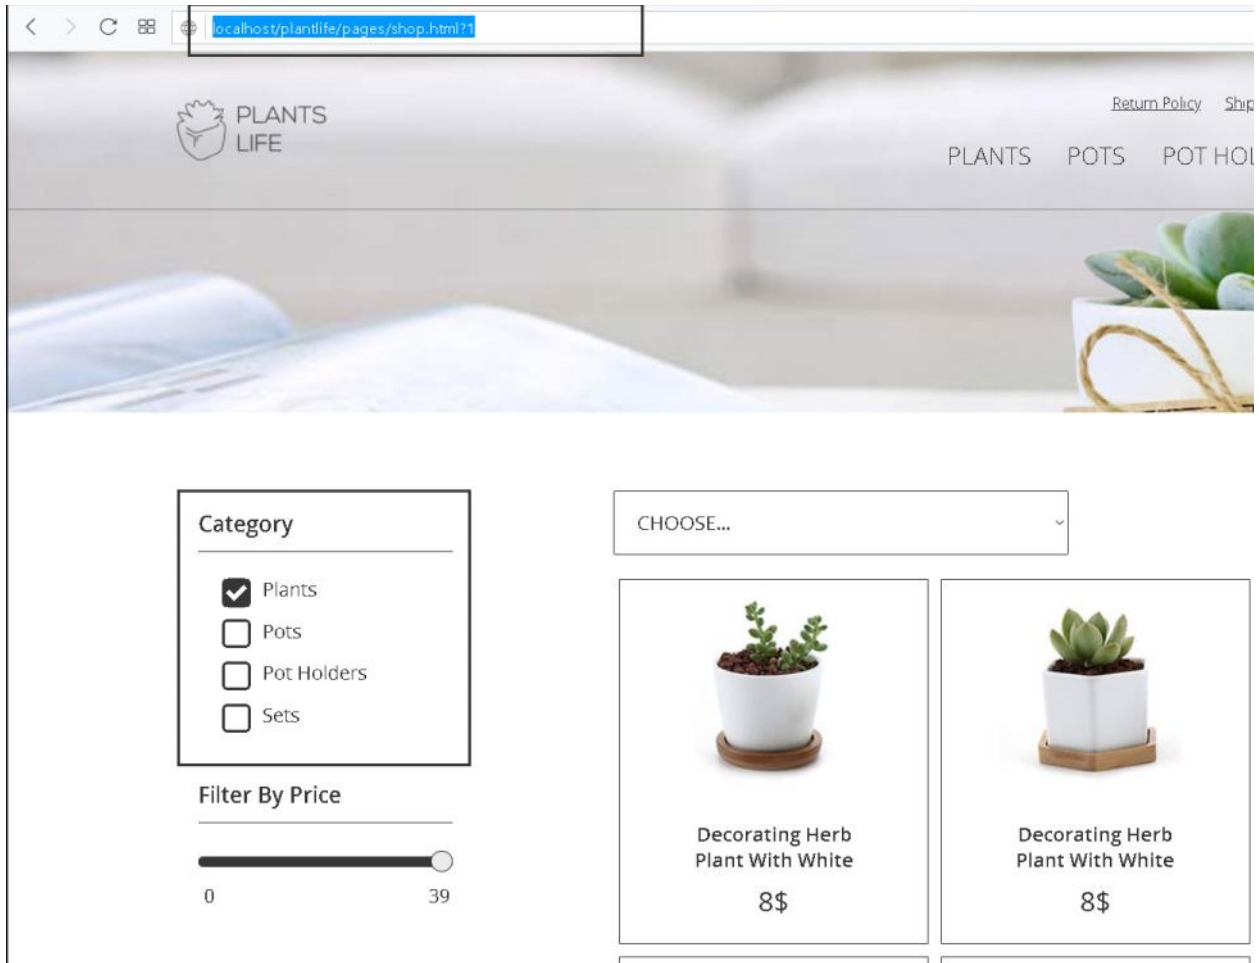 localhost/plantlife/pages/shop.html?1
PLANTS
LIFE
Return Policy
PLANTS POTS POT
Category
Plants
Pots
Pot Holders
Sets
Filter By Price
0 39
CHOOSE...
Decorating Herb
Plant With White
8$
Decorating Herb
Plant With White
8$